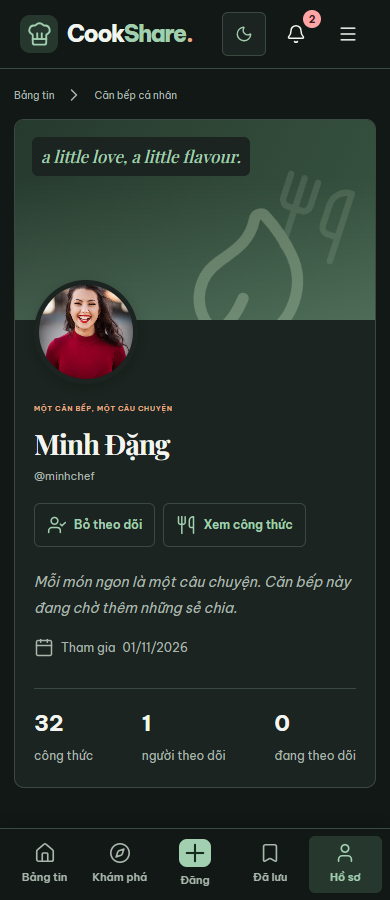 CookShare.
2
Bảng tin > Căn bếp cá nhân
a little love, a little flavour.
MỘT CĂN BẾP, MỘT CÂU CHUYỆN
Minh Đặng
@minhchef
Bỏ theo dõi
Xem công thức
Mỗi món ngon là một câu chuyện. Căn bếp này
đang chờ thêm những sẻ chia.
Tham gia 01/11/2026
32
1
0
công thức
người theo dõi
đang theo dõi
Bảng tin
Khám phá
Đăng
Đã lưu
Hồ sơ